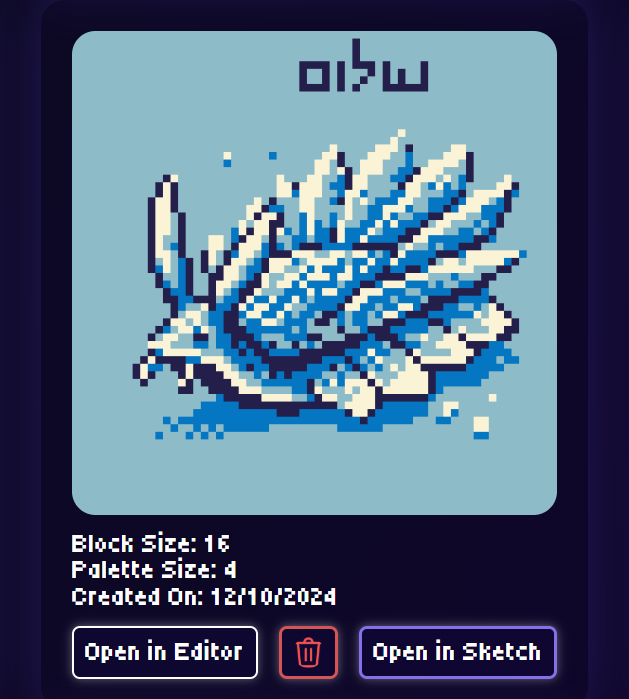 שלום
Block Size: 16
Palette Size: 4
Created On: 12/10/2024
Open in Editor
Open in Sketch